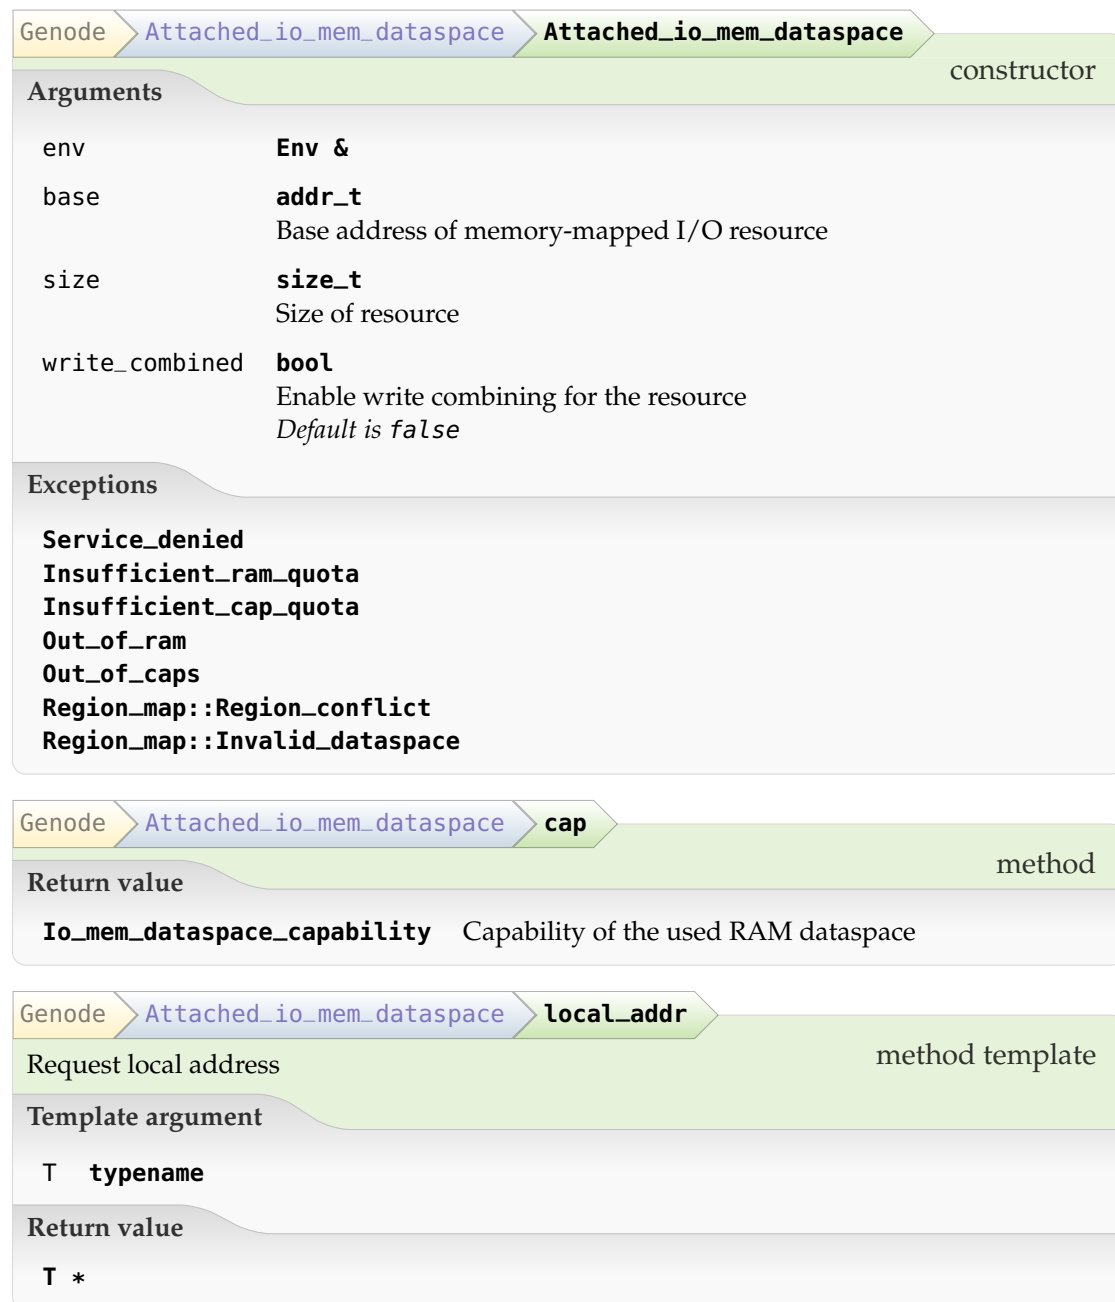 Genode Attached_io_mem_dataspace Attached_io_mem_dataspace
constructor
Arguments
env Env &
base addr_t
Base address of memory-mapped I/O resource
size size_t
Size of resource
write_combined bool
Enable write combining for the resource
Default is false
Exceptions
Service_denied
Insufficient_ram_quota
Insufficient_cap_quota
Out_of_ram
Out_of_caps
Region_map::Region_conflict
Region_map::Invalid_dataspace
Genode Attached_io_mem_dataspace cap
method
Return value
Io_mem_dataspace_capability Capability of the used RAM dataspace
Genode Attached_io_mem_dataspace local_addr
method template
Request local address
Template argument
T typename
Return value
T *